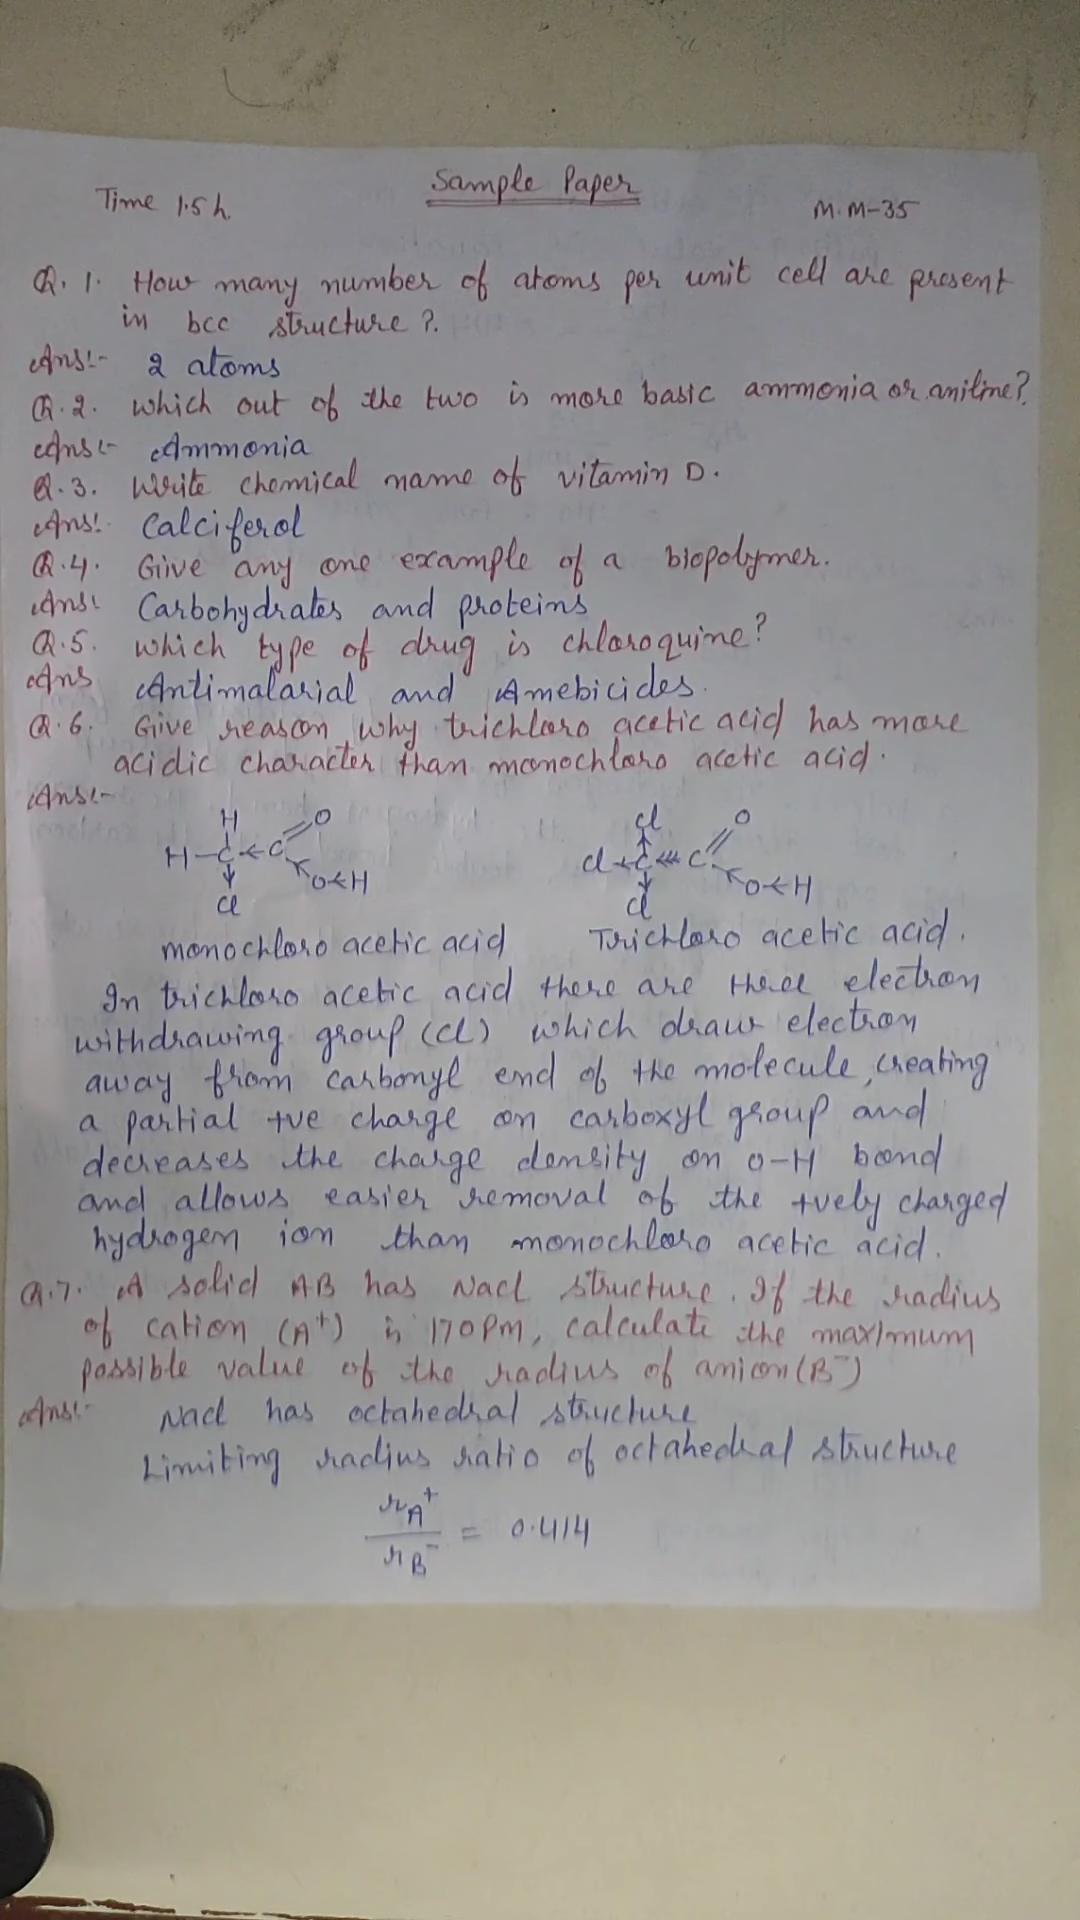 Sample Paper
Time 1.5 h.
M.M-35
Q. 1. How many number of atoms per unit cell are present
in bcc structure ?.
Ans:- 2 atoms
Q.2. which out of the two is more basic ammonia or aniline?
Ans:- Ammonia
Q.3. Write chemical name of vitamin D.
Ans:- Calciferol
Q.4. Give any one example of a biopolymer.
Ans: Carbohydrates and proteins
Q.5. which type of drug is chloroquine?
Ans Antimalarial and Amebicides.
Q.6. Give reason why trichloro acetic acid has more
acidic character than monochloro acetic acid.
Ans:-
H O Cl O
H-C←C Cl←C←C
O←H O←H
Cl Cl
monochloro acetic acid Trichloro acetic acid.
In trichloro acetic acid there are three electron
withdrawing group (Cl) which draw electron
away from carbonyl end of the molecule, creating
a partial +ve charge on carboxyl group and
decreases the charge density on O-H bond
and allows easier removal of the +vely charged
hydrogen ion than monochloro acetic acid.
Q.7. A solid AB has Nacl structure. If the radius
of cation (A⁺) is 170pm, calculate the maximum
possible value of the radius of anion (B⁻)
Ans:- Nacl has octahedral structure
Limiting radius ratio of octahedral structure
rA⁺
/rB⁻ = 0.414